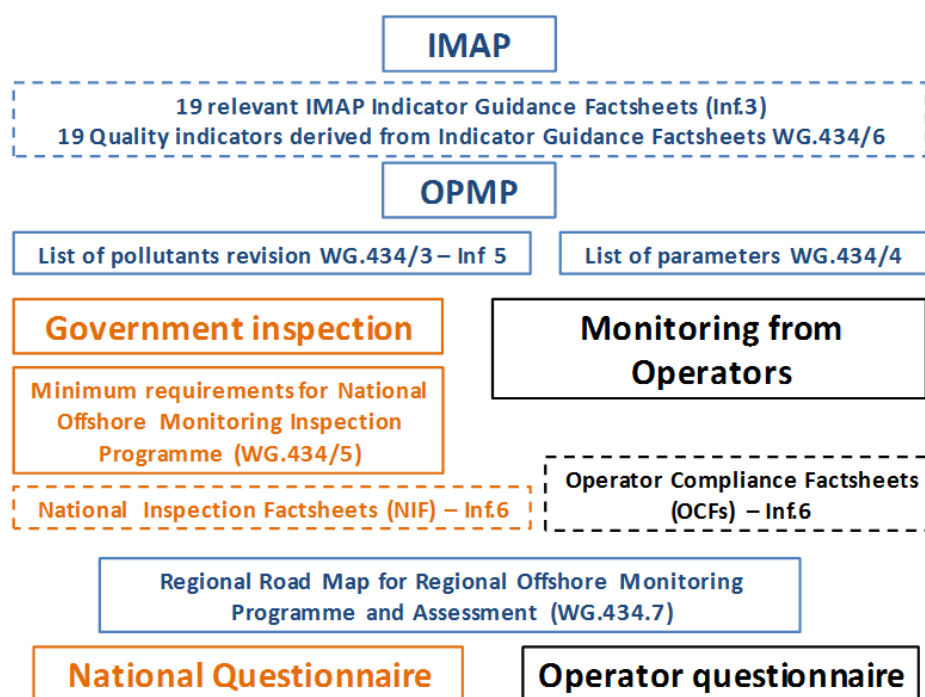 IMAP
19 relevant IMAP Indicator Guidance Factsheets (Inf.3)
19 Quality indicators derived from Indicator Guidance Factsheets WG.434/6
OPMP
List of pollutants revision WG.434/3 – Inf 5
List of parameters WG.434/4
Government inspection
Monitoring from
Operators
Minimum requirements for National
Offshore Monitoring Inspection
Programme (WG.434/5)
National Inspection Factsheets (NIF) – Inf.6
Operator Compliance Factsheets
(OCFs) – Inf.6
Regional Road Map for Regional Offshore Monitoring
Programme and Assessment (WG.434.7)
National Questionnaire
Operator questionnaire